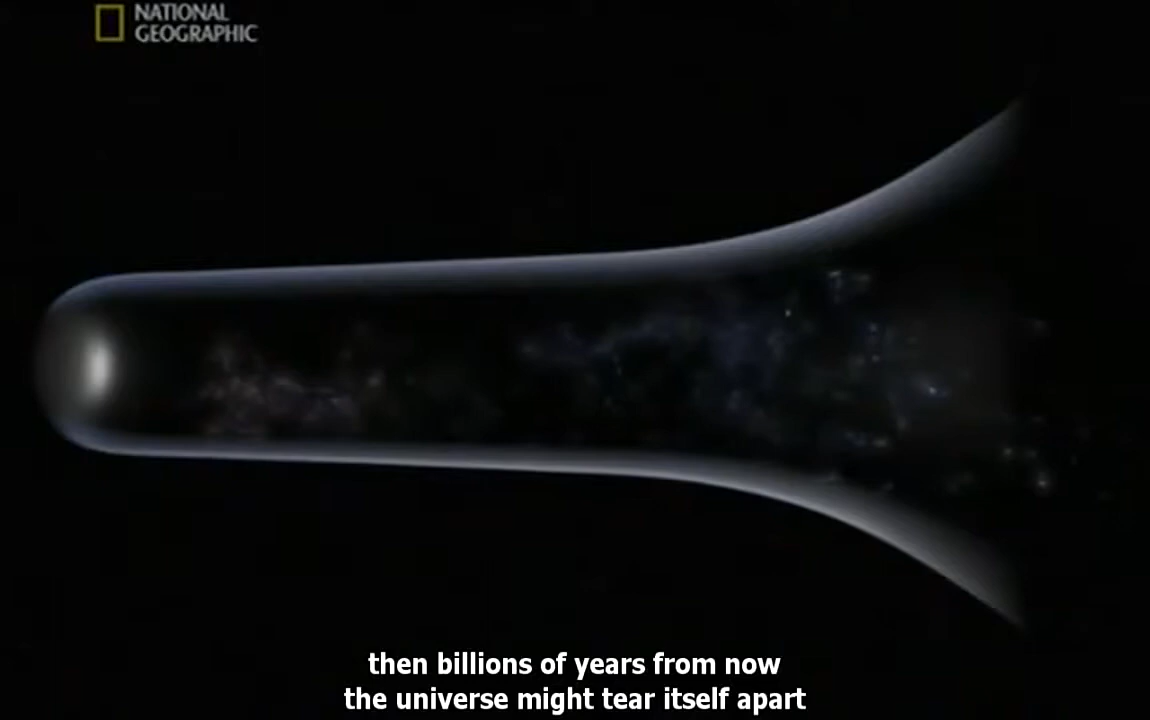 NATIONAL
GEOGRAPHIC
then billions of years from now
the universe might tear itself apart